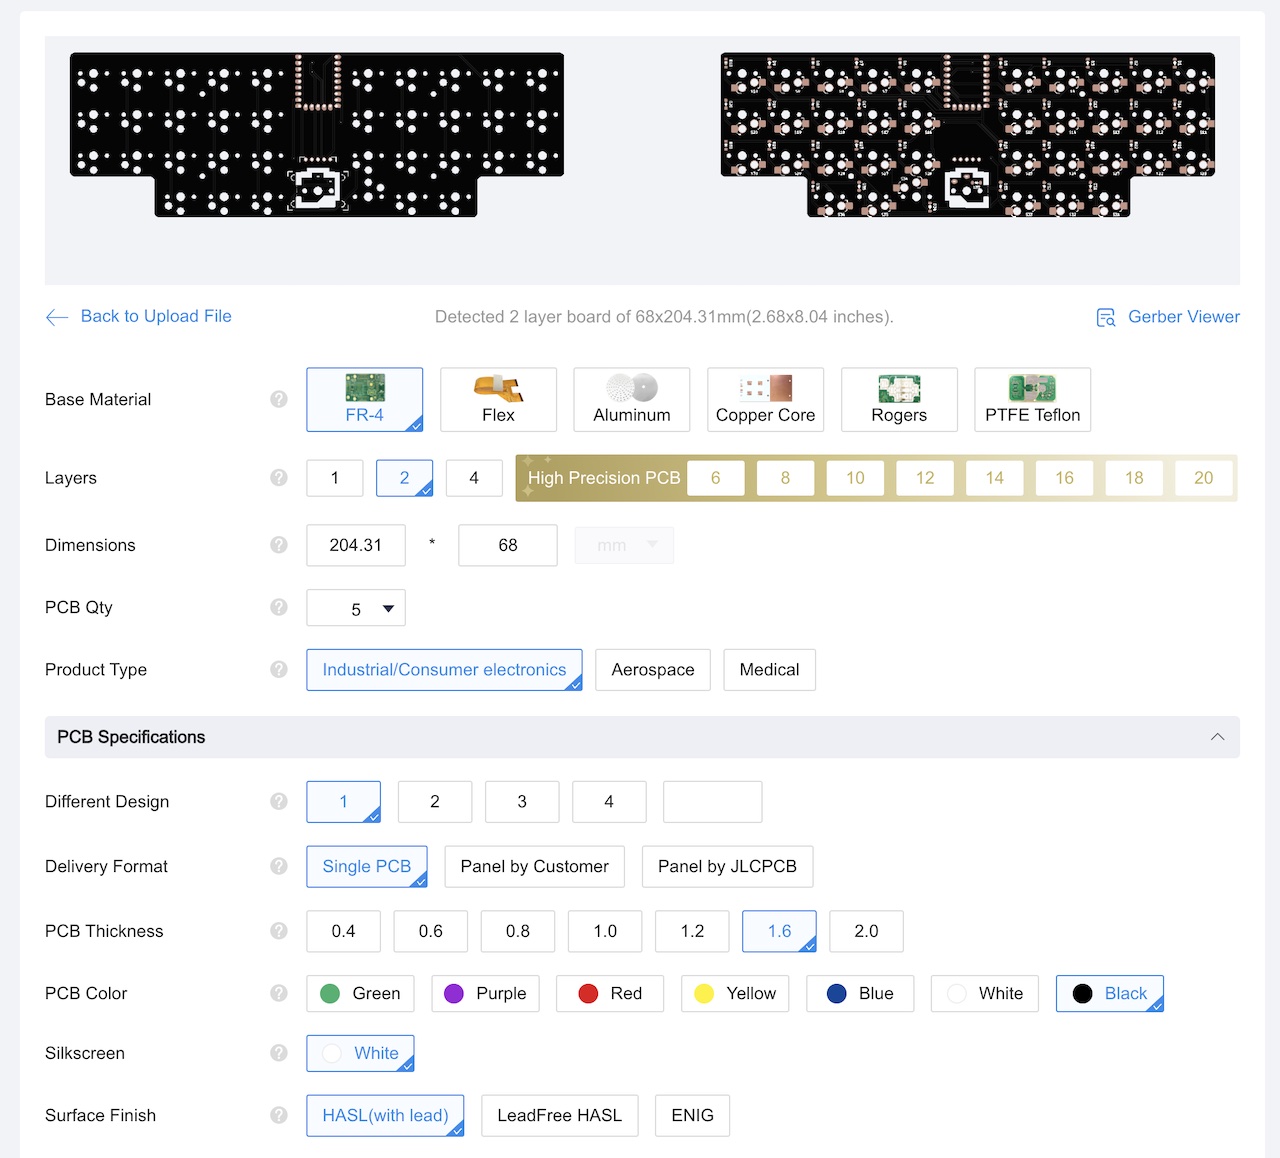 Back to Upload File
Detected 2 layer board of 68x204.31mm(2.68x8.04 inches).
Gerber Viewer
Base Material
?
FR-4
Flex
Aluminum
Copper Core
Rogers
PTFE Teflon
Layers
?
1
2
4
High Precision PCB
6
8
10
12
14
16
18
20
Dimensions
?
204.31
*
68
mm
PCB Qty
?
5
Product Type
?
Industrial/Consumer electronics
Aerospace
Medical
PCB Specifications
Different Design
?
1
2
3
4
Delivery Format
?
Single PCB
Panel by Customer
Panel by JLCPCB
PCB Thickness
?
0.4
0.6
0.8
1.0
1.2
1.6
2.0
PCB Color
?
Green
Purple
Red
Yellow
Blue
White
Black
Silkscreen
?
White
Surface Finish
?
HASL(with lead)
LeadFree HASL
ENIG